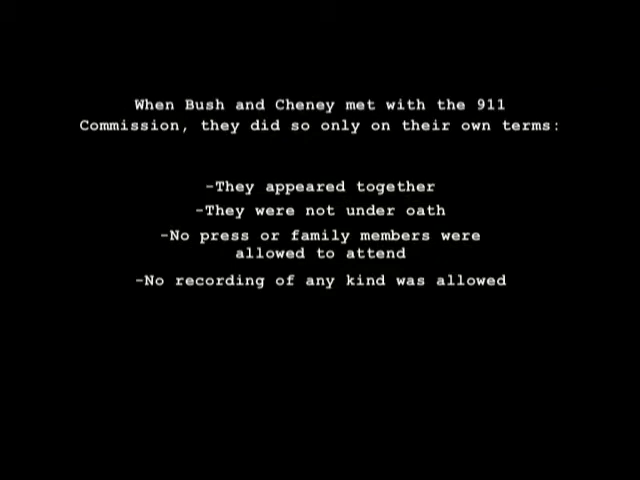 When Bush and Cheney met with the 911
Commission, they did so only on their own terms:
-They appeared together
-They were not under oath
-No press or family members were
allowed to attend
-No recording of any kind was allowed